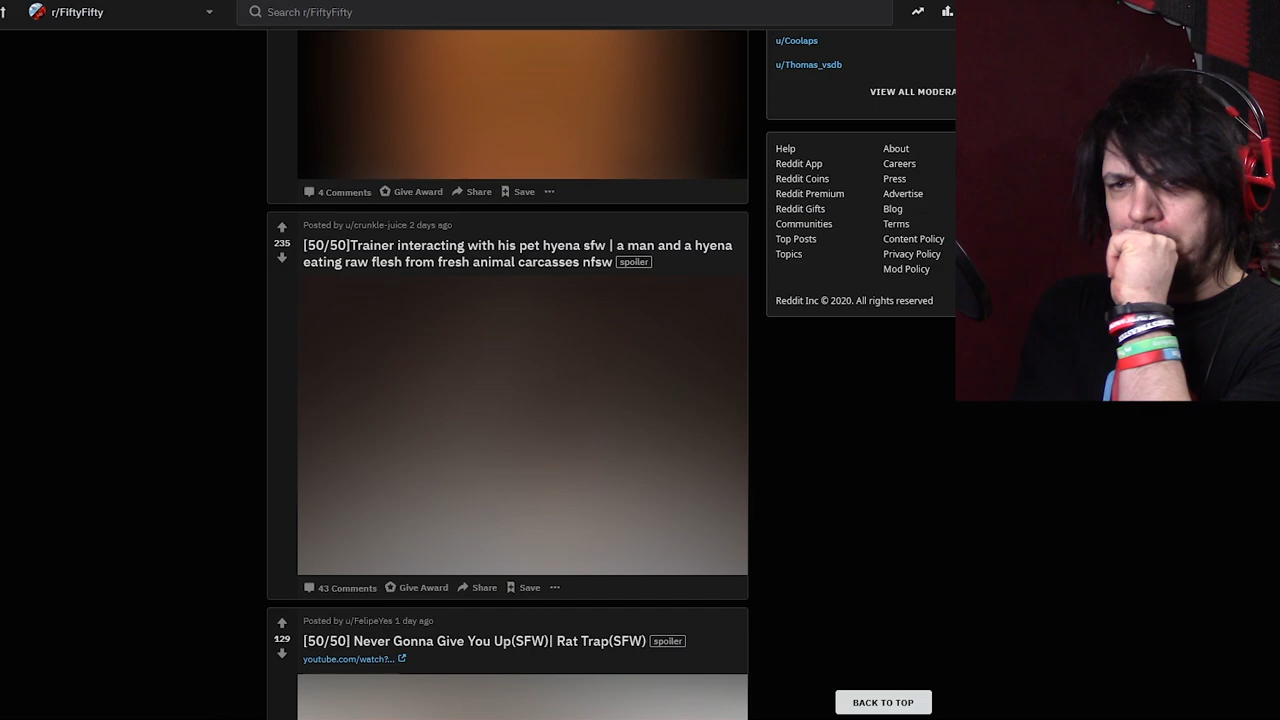 r/FiftyFifty
Search r/FiftyFifty
u/Coolaps
u/Thomas_vsdb
VIEW ALL MODERA
4 Comments Give Award Share Save
Help About
Reddit App Careers
Reddit Coins Press
Reddit Premium Advertise
Reddit Gifts Blog
Communities Terms
Top Posts Content Policy
Topics Privacy Policy
Mod Policy
Reddit Inc © 2020. All rights reserved
Posted by u/crunkle-juice 2 days ago
235
[50/50]Trainer interacting with his pet hyena sfw | a man and a hyena
eating raw flesh from fresh animal carcasses nfsw spoiler
43 Comments Give Award Share Save
Posted by u/FelipeYes 1 day ago
129
[50/50] Never Gonna Give You Up(SFW)| Rat Trap(SFW) spoiler
youtube.com/watch?...
BACK TO TOP